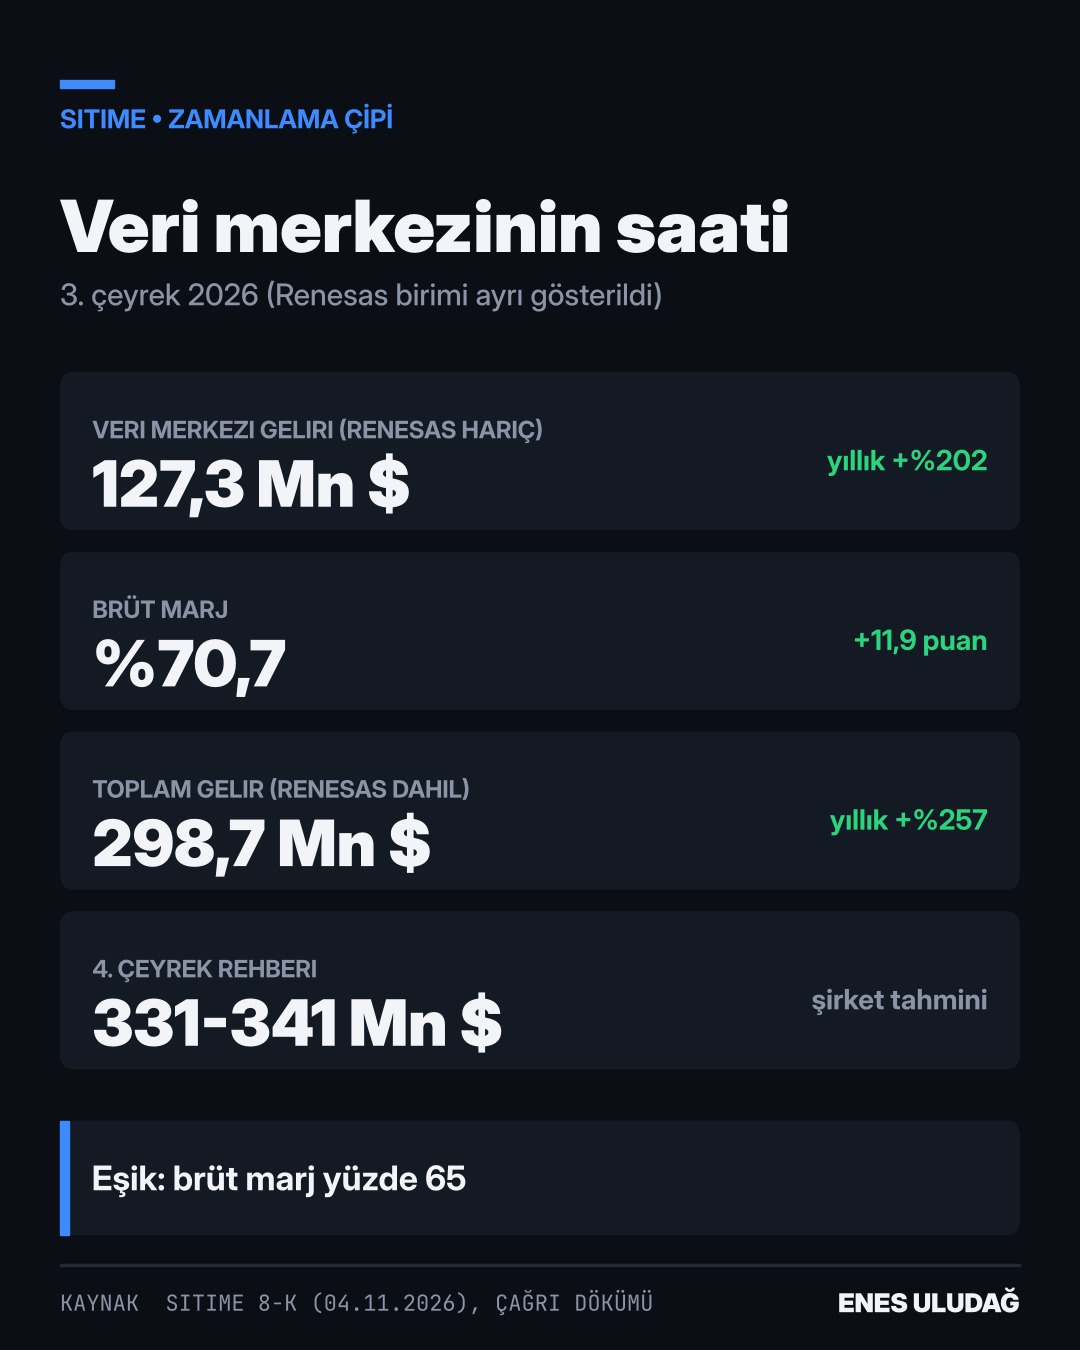 SITIME • ZAMANLAMA ÇİPİ
Veri merkezinin saati
3. çeyrek 2026 (Renesas birimi ayrı gösterildi)
VERI MERKEZI GELIRI (RENESAS HARIÇ)
127,3 Mn $
yıllık +%202
BRÜT MARJ
%70,7
+11,9 puan
TOPLAM GELIR (RENESAS DAHIL)
298,7 Mn $
yıllık +%257
4. ÇEYREK REHBERI
331-341 Mn $
şirket tahmini
Eşik: brüt marj yüzde 65
KAYNAK SITIME 8-K (04.11.2026), ÇAĞRI DÖKÜMÜ
ENES ULUDAĞ